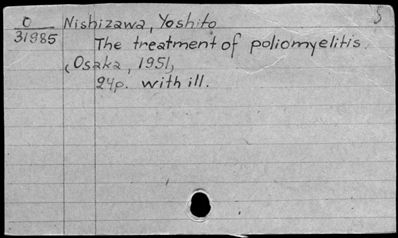 O Nishizawa, Yoshito 5
31985 The treatment of poliomyelitis.
(Osaka, 1951)
24p. with ill.